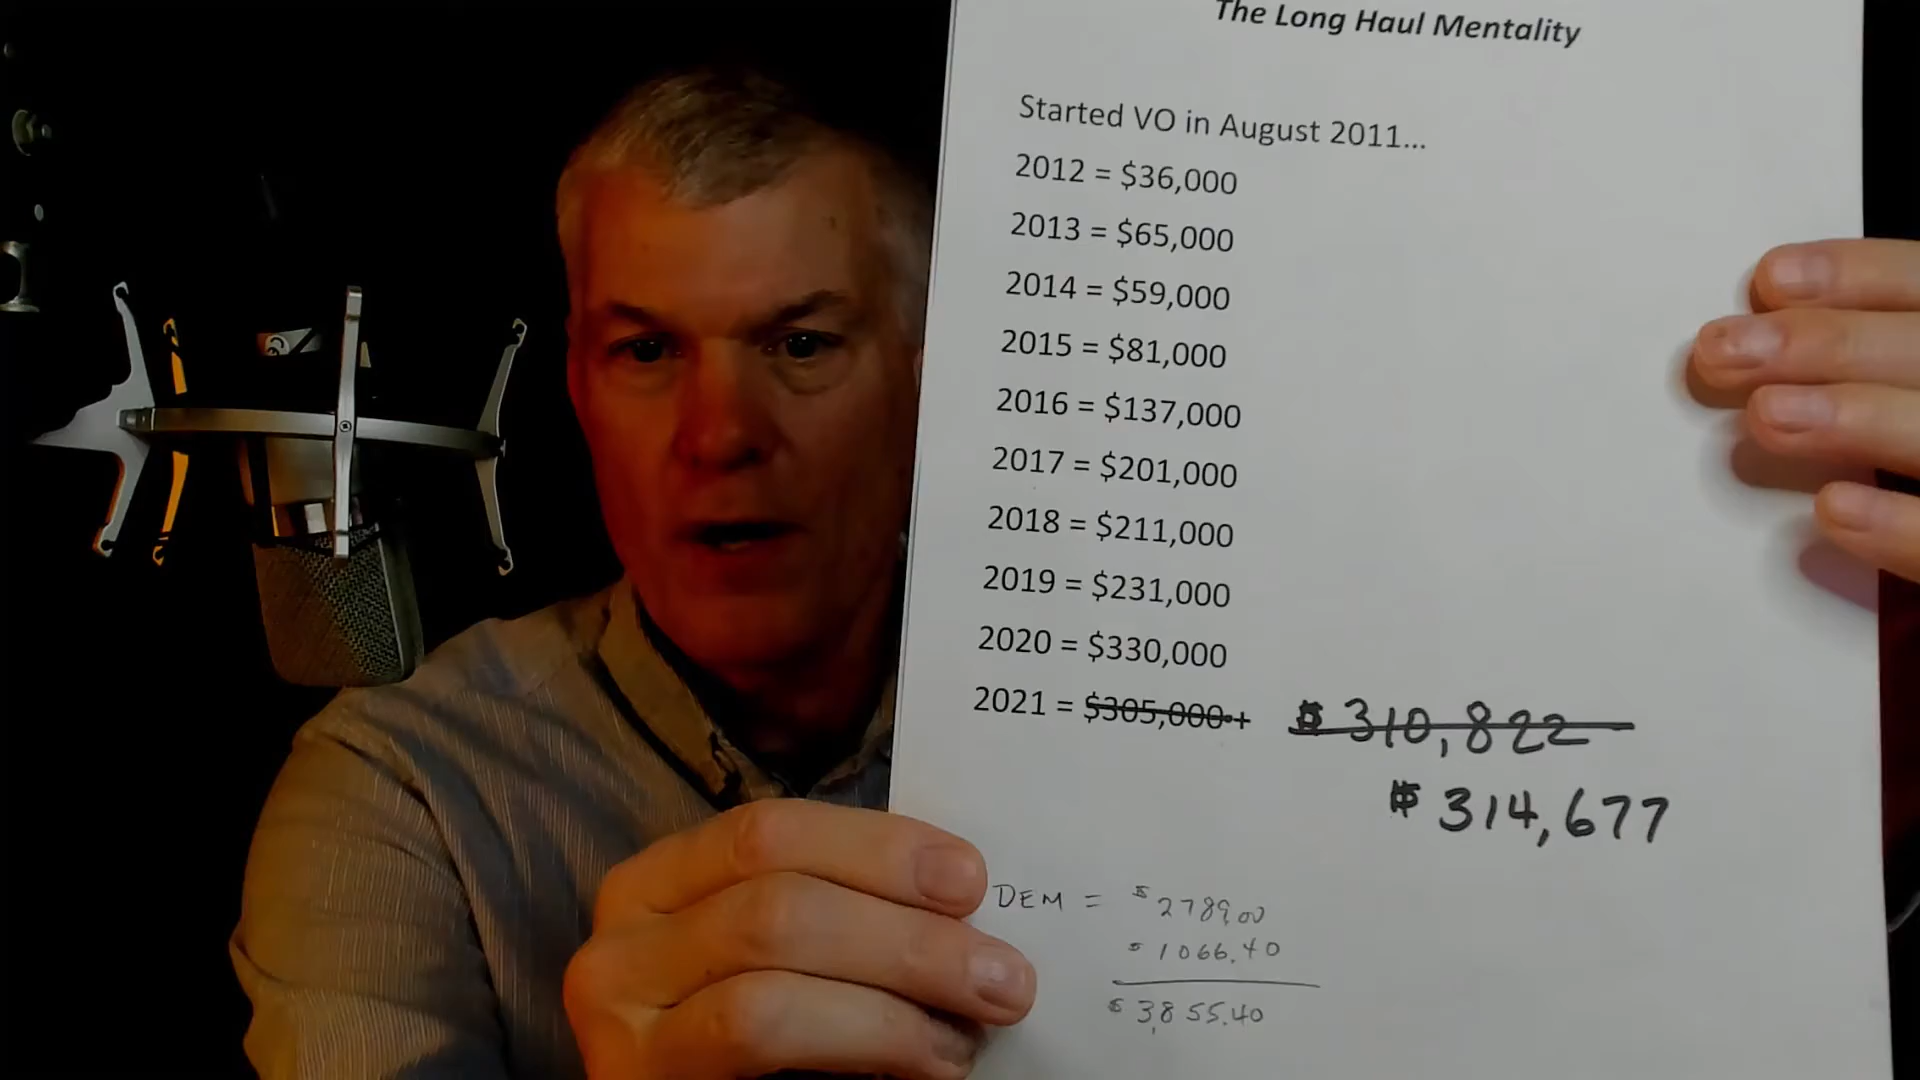 The Long Haul Mentality
Started VO in August 2011...
2012 = $36,000
2013 = $65,000
2014 = $59,000
2015 = $81,000
2016 = $137,000
2017 = $201,000
2018 = $211,000
2019 = $231,000
2020 = $330,000
2021 = $305,000+ $310,822
$314,677
DEM = $2789.00
$1066.40
$3,855.40